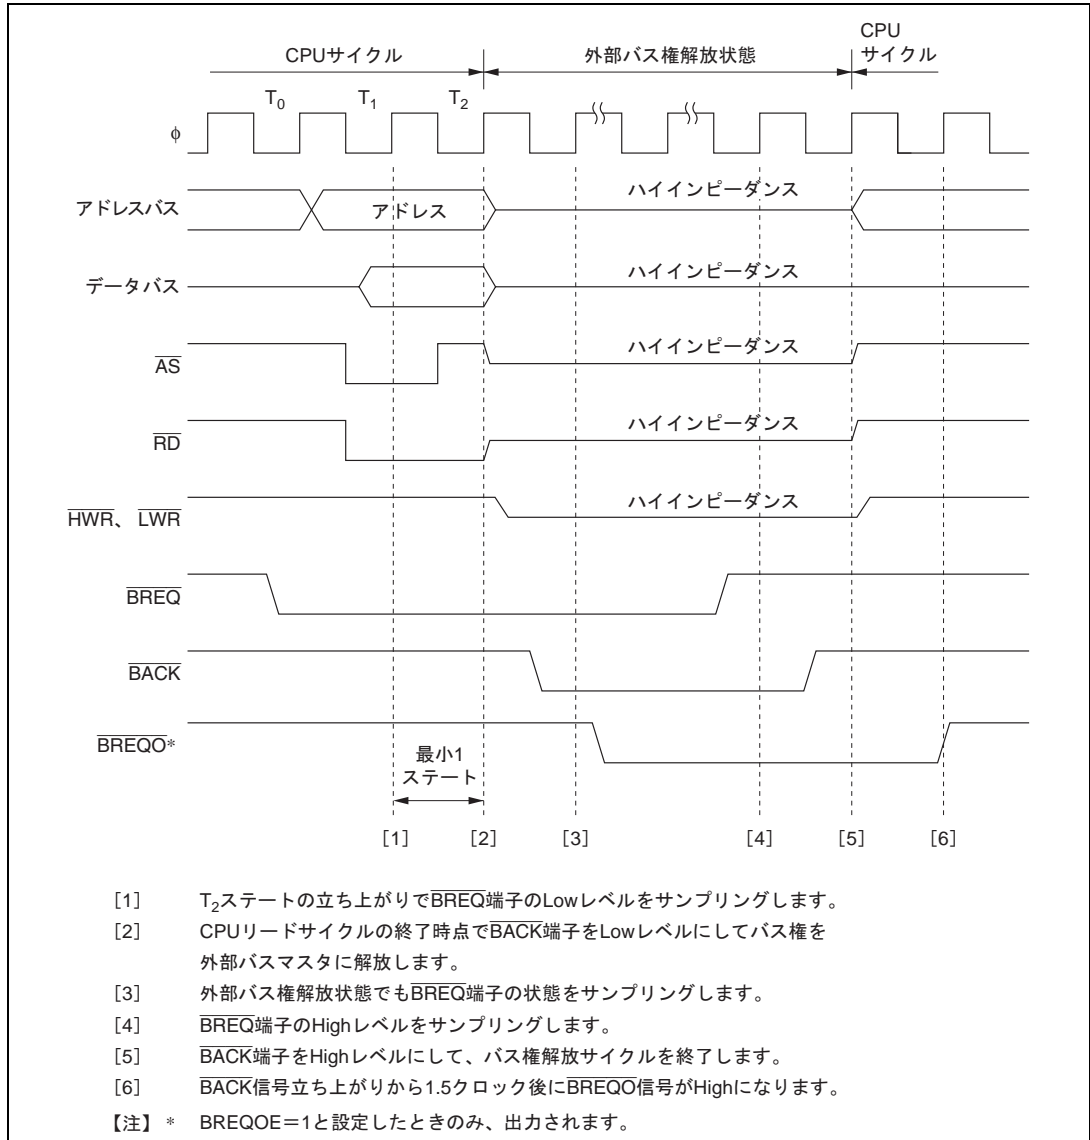 CPU
CPUサイクル 外部バス権解放状態 サイクル
T0 T1 T2
φ
アドレスバス アドレス ハイインピーダンス
データバス ハイインピーダンス
AS ハイインピーダンス
RD ハイインピーダンス
HWR、 LWR ハイインピーダンス
BREQ
BACK
BREQO*
最小1
ステート
[1] [2] [3] [4] [5] [6]
[1] T2ステートの立ち上がりでBREQ端子のLowレベルをサンプリングします。
[2] CPUリードサイクルの終了時点でBACK端子をLowレベルにしてバス権を
外部バスマスタに解放します。
[3] 外部バス権解放状態でもBREQ端子の状態をサンプリングします。
[4] BREQ端子のHighレベルをサンプリングします。
[5] BACK端子をHighレベルにして、バス権解放サイクルを終了します。
[6] BACK信号立ち上がりから1.5クロック後にBREQO信号がHighになります。
【注】 * BREQOE＝1と設定したときのみ、出力されます。